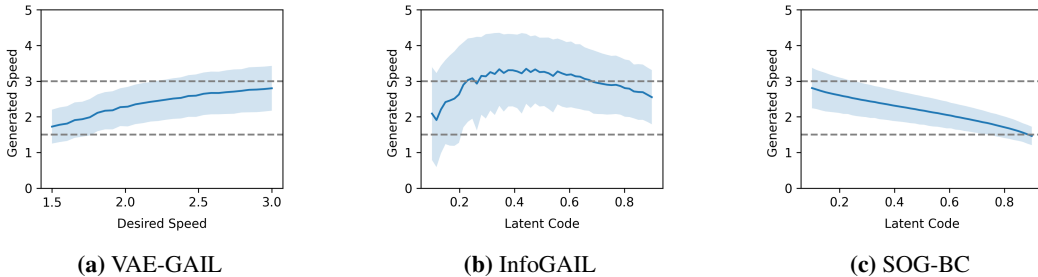 5
4
3
2
1
0
Generated Speed
1.5 2.0 2.5 3.0
Desired Speed
(a) VAE-GAIL
5
4
3
2
1
0
Generated Speed
0.2 0.4 0.6 0.8
Latent Code
(b) InfoGAIL
5
4
3
2
1
0
Generated Speed
0.2 0.4 0.6 0.8
Latent Code
(c) SOG-BC